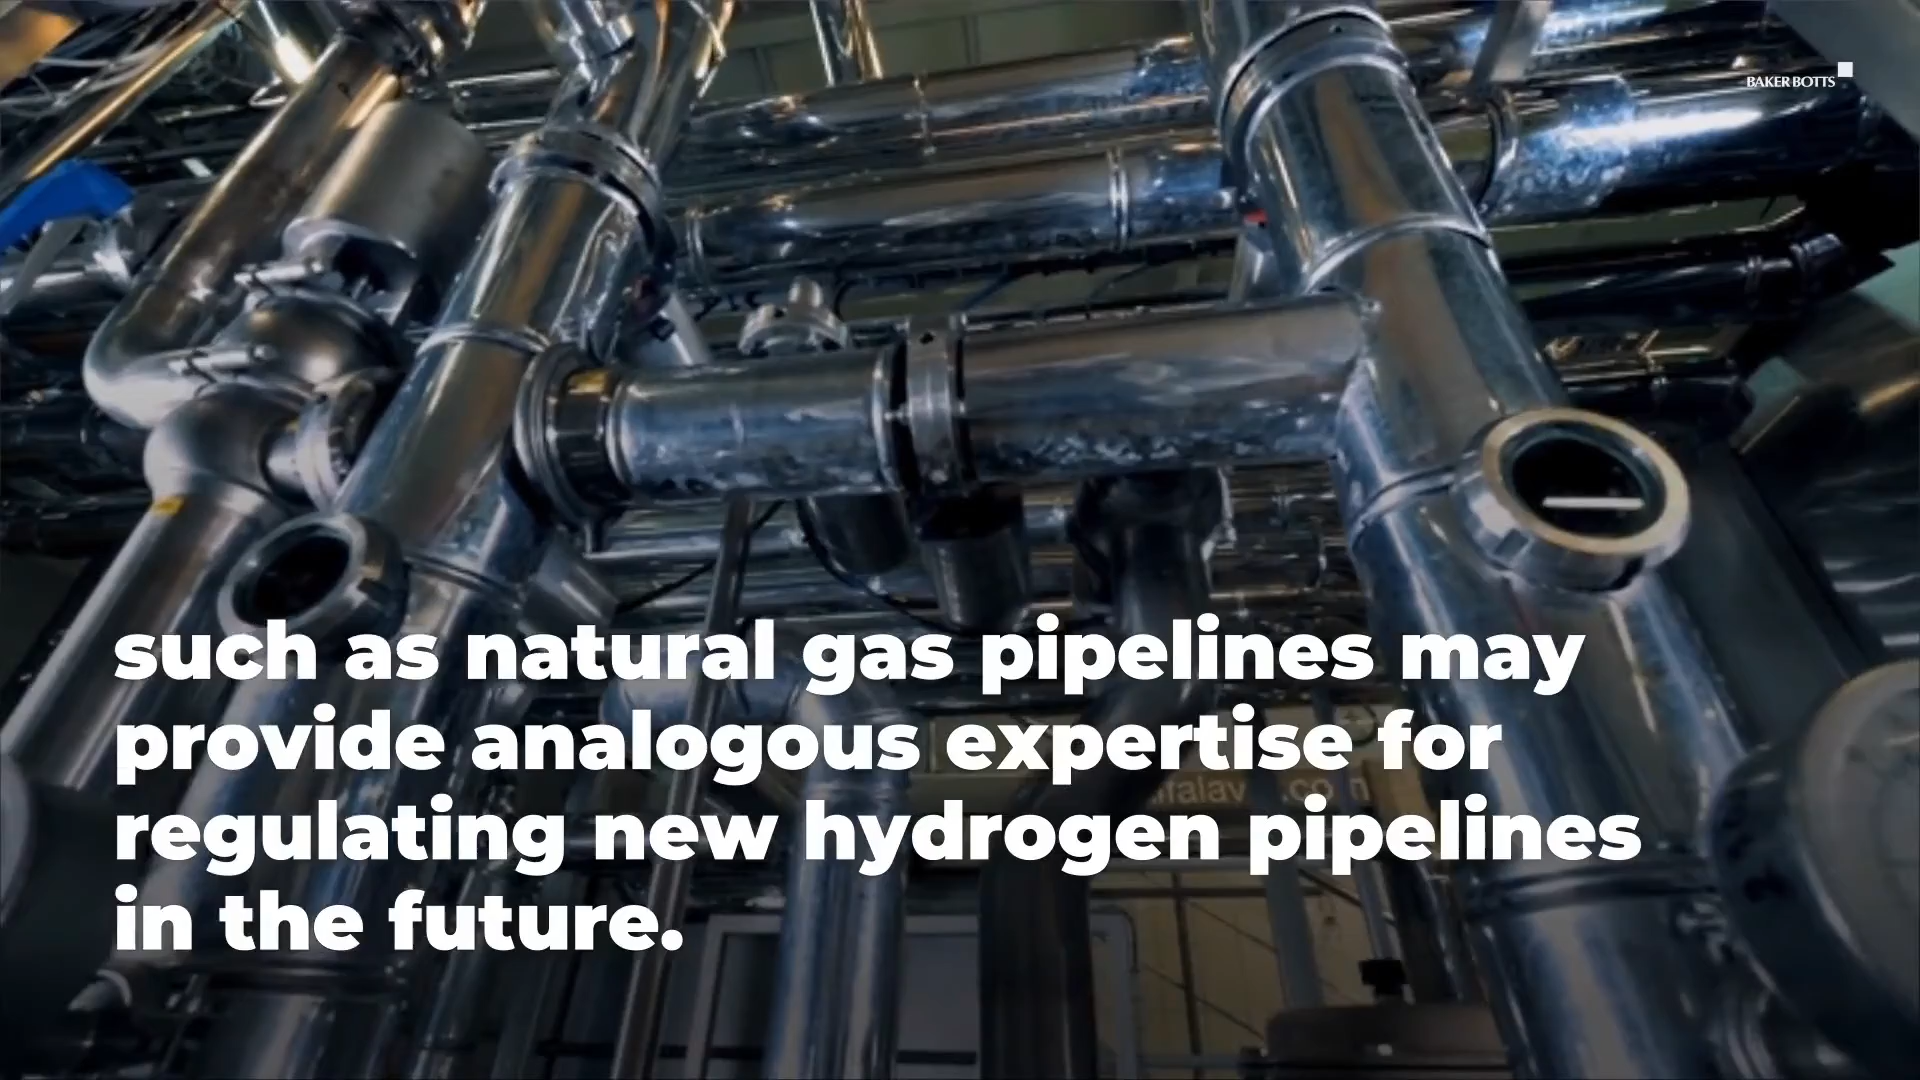 BAKER BOTTS
such as natural gas pipelines may
provide analogous expertise for
regulating new hydrogen pipelines
in the future.